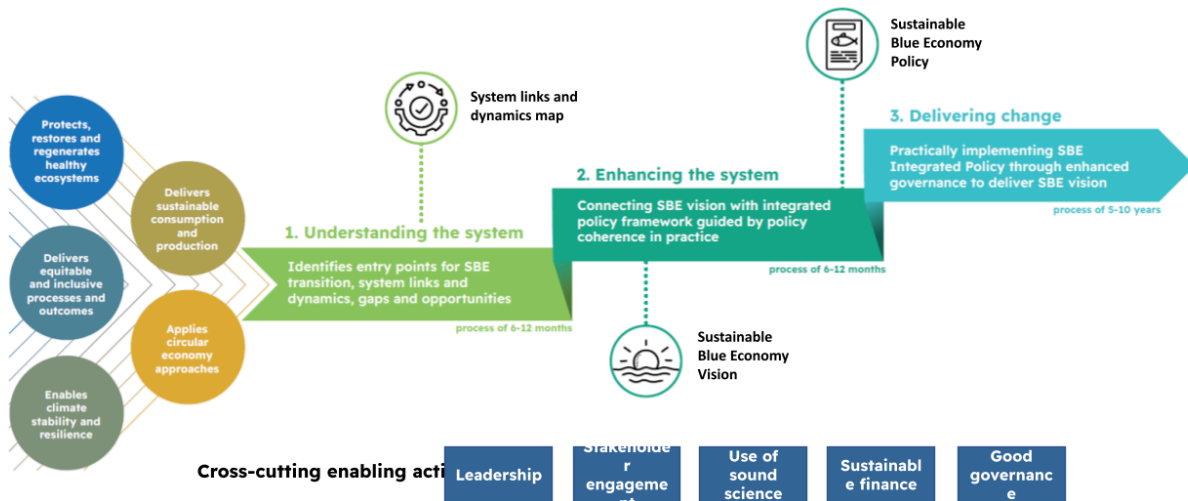 Protects,
restores and
regenerates
healthy
ecosystems
Delivers
sustainable
consumption
and
production
Delivers
equitable
and inclusive
processes and
outcomes
Applies
circular
economy
approaches
Enables
climate
stability and
resilience
System links and
dynamics map
1. Understanding the system
Identifies entry points for SBE
transition, system links and
dynamics, gaps and opportunities
process of 6-12 months
2. Enhancing the system
Connecting SBE vision with integrated
policy framework guided by policy
coherence in practice
process of 6-12 months
Sustainable
Blue Economy
Vision
Sustainable
Blue Economy
Policy
3. Delivering change
Practically implementing SBE
Integrated Policy through enhanced
governance to deliver SBE vision
process of 5-10 years
Cross-cutting enabling acti
Leadership
Stakeholde
r
engageme
nt
Use of
sound
science
Sustainabl
e finance
Good
governanc
e